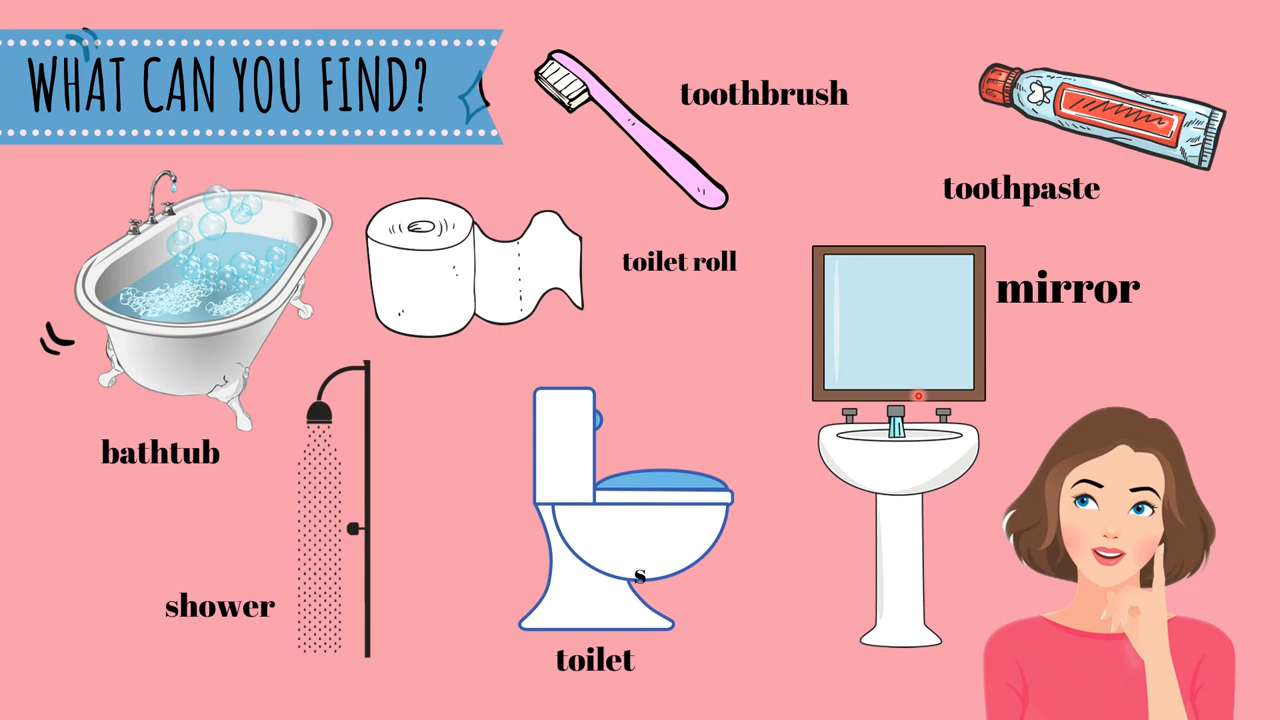 WHAT CAN YOU FIND?
toothbrush
toothpaste
toilet roll
mirror
bathtub
shower
s
toilet